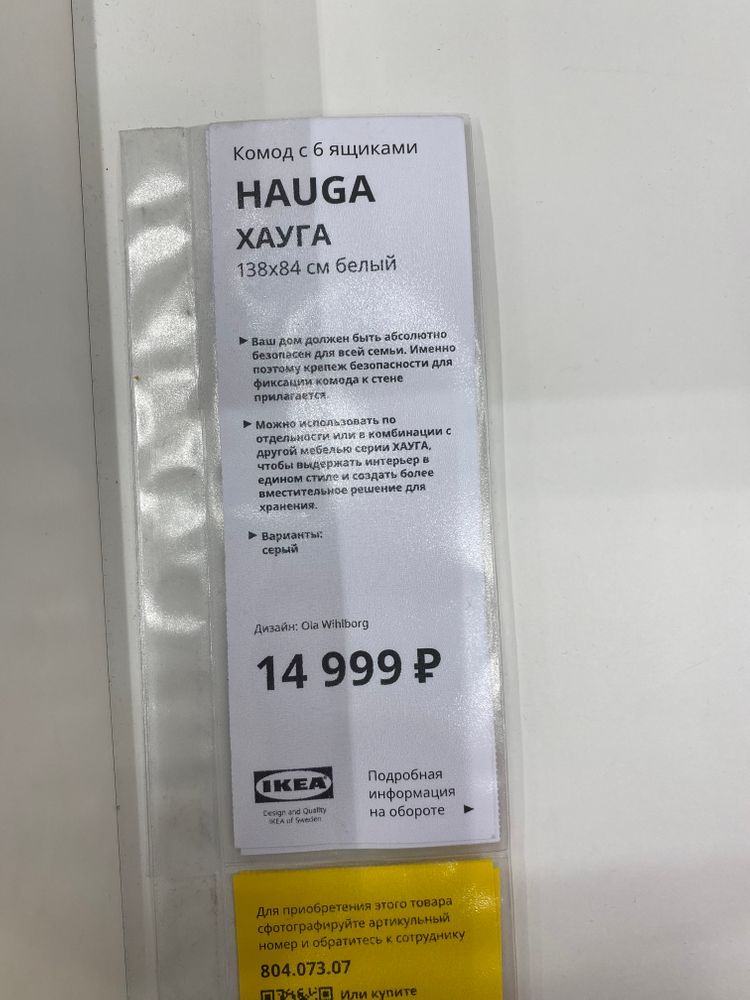 Комод с 6 ящиками
HAUGA
ХАУГА
138x84 см белый
► Ваш дом должен быть абсолютно
безопасен для всей семьи. Именно
поэтому крепеж безопасности для
фиксации комода к стене
прилагается
► Можно использовать по
отдельности или в комбинации с
другой мебелью серии ХАУГА,
чтобы выдержать интерьер в
едином стиле и создать более
вместительное решение для
хранения.
► Варианты:
серый
Дизайн: Ola Wihlborg
14 999 ₽
IKEA
Design and Quality
IKEA of Sweden
Подробная
информация
на обороте ►
Для приобретения этого товара
сфотографируйте артикульный
номер и обратитесь к сотруднику
804.073.07
Или купите